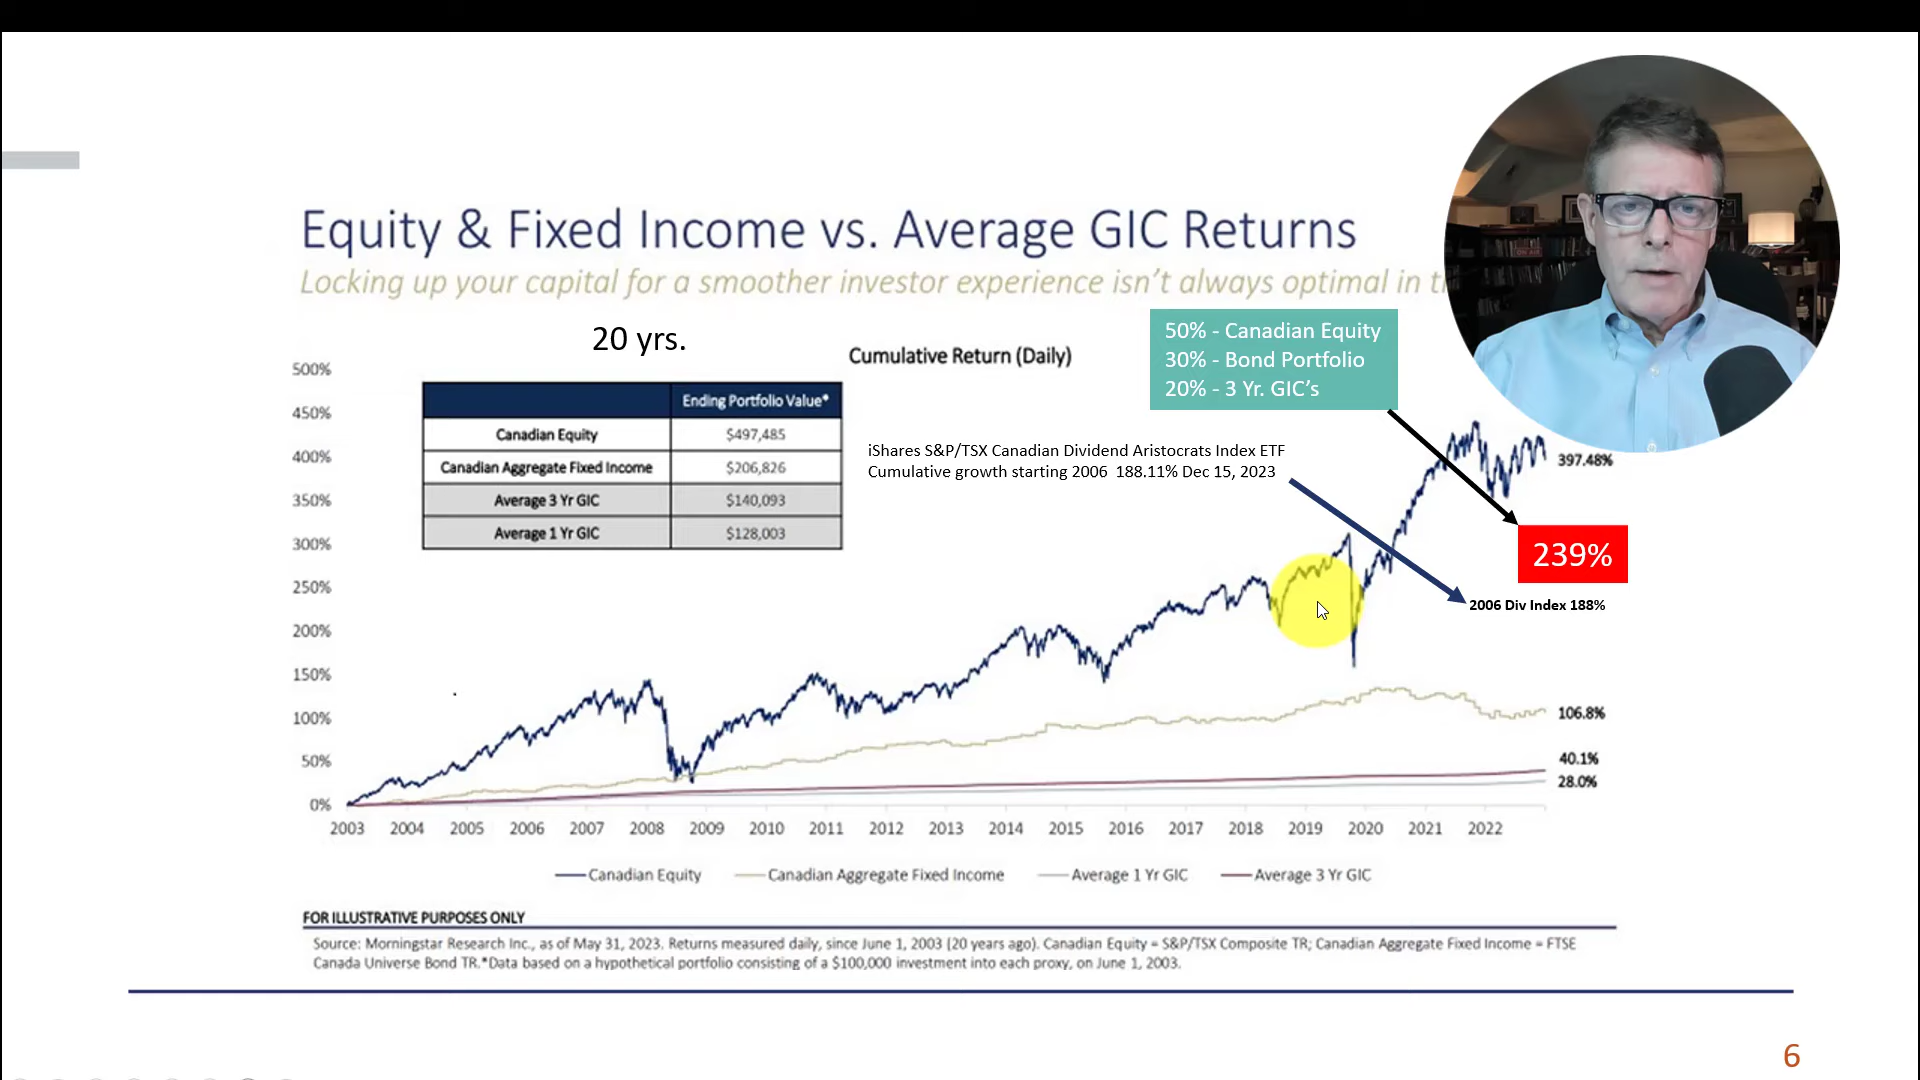 Equity & Fixed Income vs. Average GIC Returns
Locking up your capital for a smoother investor experience isn't always optimal in
20 yrs.
Cumulative Return (Daily)
50% - Canadian Equity
30% - Bond Portfolio
20% - 3 Yr. GIC's
500%
450%
400%
350%
300%
250%
200%
150%
100%
50%
0%
Ending Portfolio Value*
Canadian Equity $497,485
Canadian Aggregate Fixed Income $206,826
Average 3 Yr GIC $140,093
Average 1 Yr GIC $128,003
iShares S&P/TSX Canadian Dividend Aristocrats Index ETF
Cumulative growth starting 2006 188.11% Dec 15, 2023
ON AIR
397.48%
239%
2006 Div Index 188%
106.8%
40.1%
28.0%
2003 2004 2005 2006 2007 2008 2009 2010 2011 2012 2013 2014 2015 2016 2017 2018 2019 2020 2021 2022
Canadian Equity Canadian Aggregate Fixed Income Average 1 Yr GIC Average 3 Yr GIC
FOR ILLUSTRATIVE PURPOSES ONLY
Source: Morningstar Research Inc., as of May 31, 2023. Returns measured daily, since June 1, 2003 (20 years ago). Canadian Equity = S&P/TSX Composite TR; Canadian Aggregate Fixed Income = FTSE
Canada Universe Bond TR.*Data based on a hypothetical portfolio consisting of a $100,000 investment into each proxy, on June 1, 2003.
6